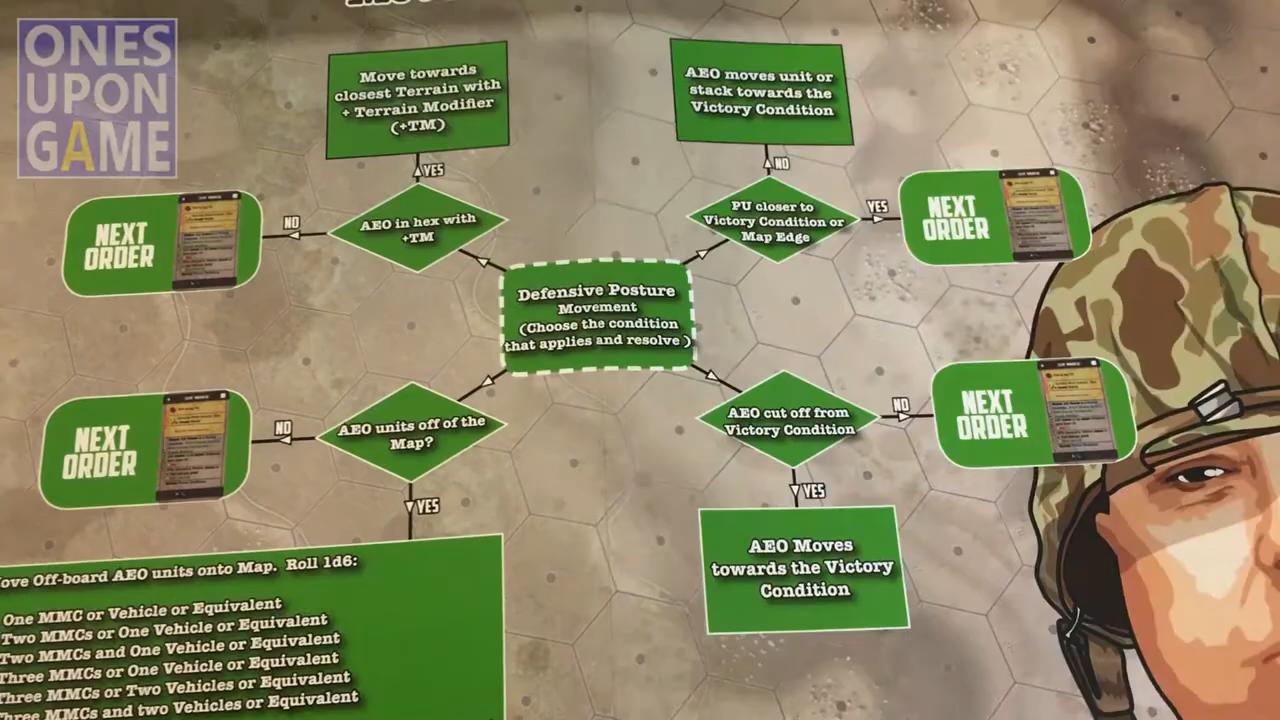 ONES
UPON
GAME
Move towards
closest Terrain with
+ Terrain Modifier
(+TM)
AEO moves unit or
stack towards the
Victory Condition
YES
NO
AEO in hex with
+TM
NO
NEXT
ORDER
PU closer to
Victory Condition or
Map Edge
YES
NEXT
ORDER
Defensive Posture
Movement
(Choose the condition
that applies and resolve )
AEO units off of the
Map?
NO
NEXT
ORDER
YES
AEO cut off from
Victory Condition
NO
NEXT
ORDER
YES
AEO Moves
towards the Victory
Condition
ove Off-board AEO units onto Map. Roll 1d6:
One MMC or Vehicle or Equivalent
Two MMCs or One Vehicle or Equivalent
Two MMCs and One Vehicle or Equivalent
Three MMCs or One Vehicle or Equivalent
Three MMCs or Two Vehicles or Equivalent
Three MMCs and two Vehicles or Equivalent